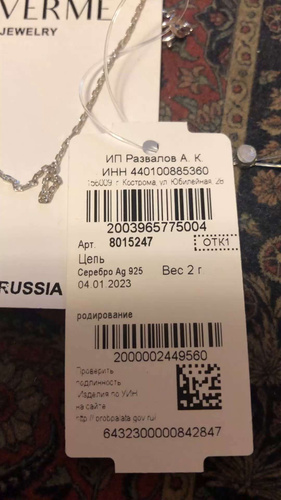 VERME
JEWELRY
ИП Развалов А. К.
ИНН 440100885360
156009 г. Кострома, ул. Юбилейная, 26
2003965775004
Арт. 8015247 ОТК1
Цепь
Серебро Ag 925 Вес 2 г
04.01.2023
родирование
2000002449560
Проверить
подлинность
Изделия по УИН
на сайте
http://probpalata.gov.ru/
6432300000842847
RUSSIA